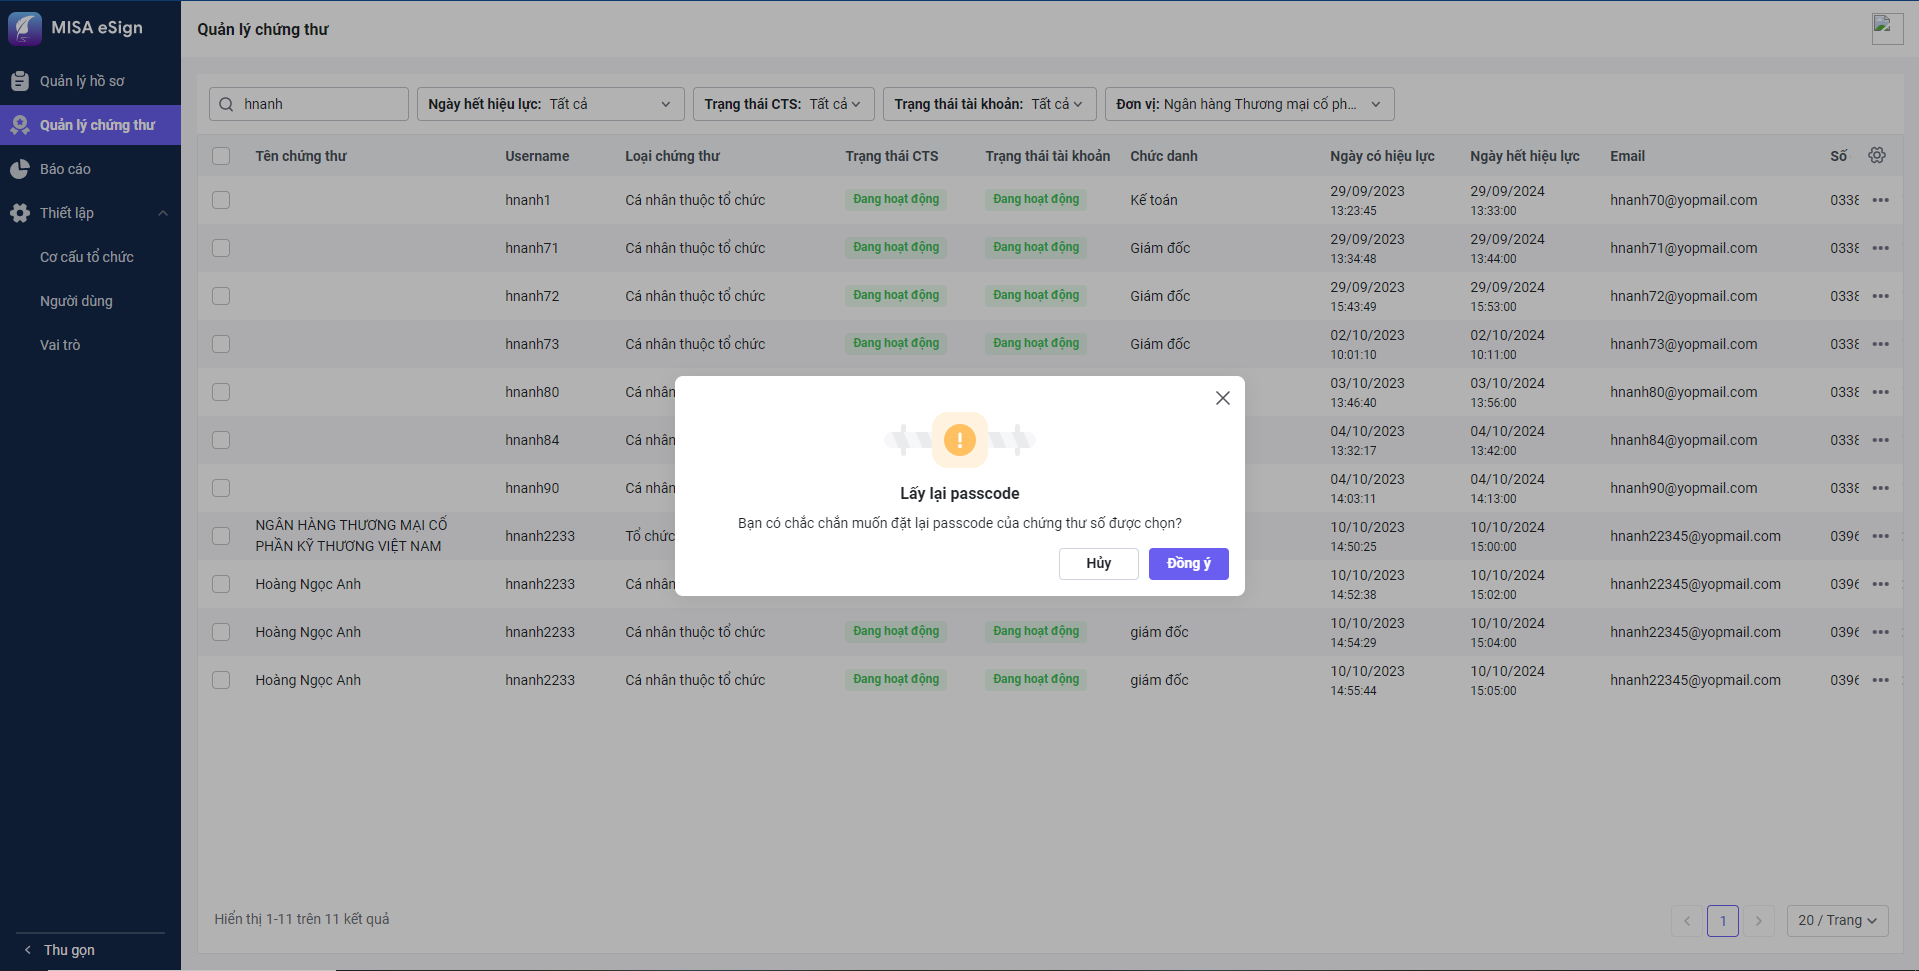 MISA eSign
Quản lý hồ sơ
Quản lý chứng thư
Báo cáo
Thiết lập
Cơ cấu tổ chức
Người dùng
Vai trò
Thu gọn
Quản lý chứng thư
hnanh
Ngày hết hiệu lực: Tất cả
Trạng thái CTS: Tất cả
Trạng thái tài khoản: Tất cả
Đơn vị: Ngân hàng Thương mại cổ ph...
Tên chứng thư Username Loại chứng thư Trạng thái CTS Trạng thái tài khoản Chức danh Ngày có hiệu lực Ngày hết hiệu lực Email Số
hnanh1 Cá nhân thuộc tổ chức Đang hoạt động Đang hoạt động Kế toán 29/09/2023 29/09/2024 hnanh70@yopmail.com 0338
13:23:45 13:33:00
hnanh71 Cá nhân thuộc tổ chức Đang hoạt động Đang hoạt động Giám đốc 29/09/2023 29/09/2024 hnanh71@yopmail.com 0338
13:34:48 13:44:00
hnanh72 Cá nhân thuộc tổ chức Đang hoạt động Đang hoạt động Giám đốc 29/09/2023 29/09/2024 hnanh72@yopmail.com 0338
15:43:49 15:53:00
hnanh73 Cá nhân thuộc tổ chức Đang hoạt động Đang hoạt động Giám đốc 02/10/2023 02/10/2024 hnanh73@yopmail.com 0338
10:01:10 10:11:00
hnanh80 Cá nhân 03/10/2023 03/10/2024 hnanh80@yopmail.com 0338
13:46:40 13:56:00
hnanh84 Cá nhân 04/10/2023 04/10/2024 hnanh84@yopmail.com 0338
13:32:17 13:42:00
hnanh90 Cá nhân 04/10/2023 04/10/2024 hnanh90@yopmail.com 0338
14:03:11 14:13:00
NGÂN HÀNG THƯƠNG MẠI CỔ
PHẦN KỸ THƯƠNG VIỆT NAM hnanh2233 Tổ chức 10/10/2023 10/10/2024 hnanh22345@yopmail.com 0396
14:50:25 15:00:00
Hoàng Ngọc Anh hnanh2233 Cá nhân 10/10/2023 10/10/2024 hnanh22345@yopmail.com 0396
14:52:38 15:02:00
Hoàng Ngọc Anh hnanh2233 Cá nhân thuộc tổ chức Đang hoạt động Đang hoạt động giám đốc 10/10/2023 10/10/2024 hnanh22345@yopmail.com 0396
14:54:29 15:04:00
Hoàng Ngọc Anh hnanh2233 Cá nhân thuộc tổ chức Đang hoạt động Đang hoạt động giám đốc 10/10/2023 10/10/2024 hnanh22345@yopmail.com 0396
14:55:44 15:05:00
Lấy lại passcode
Bạn có chắc chắn muốn đặt lại passcode của chứng thư số được chọn?
Hủy Đồng ý
Hiển thị 1-11 trên 11 kết quả
1 20 / Trang